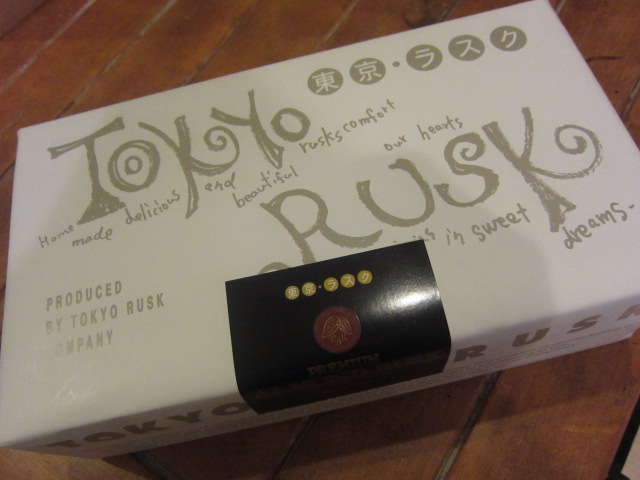 東京・ラスク
TOKYO
RUSK
Home made delicious and beautiful rusks comfort our hearts
in sweet dreams.
PRODUCED
BY TOKYO RUSK
COMPANY
東京・ラスク
PREMIUM
TOKYO RUSK